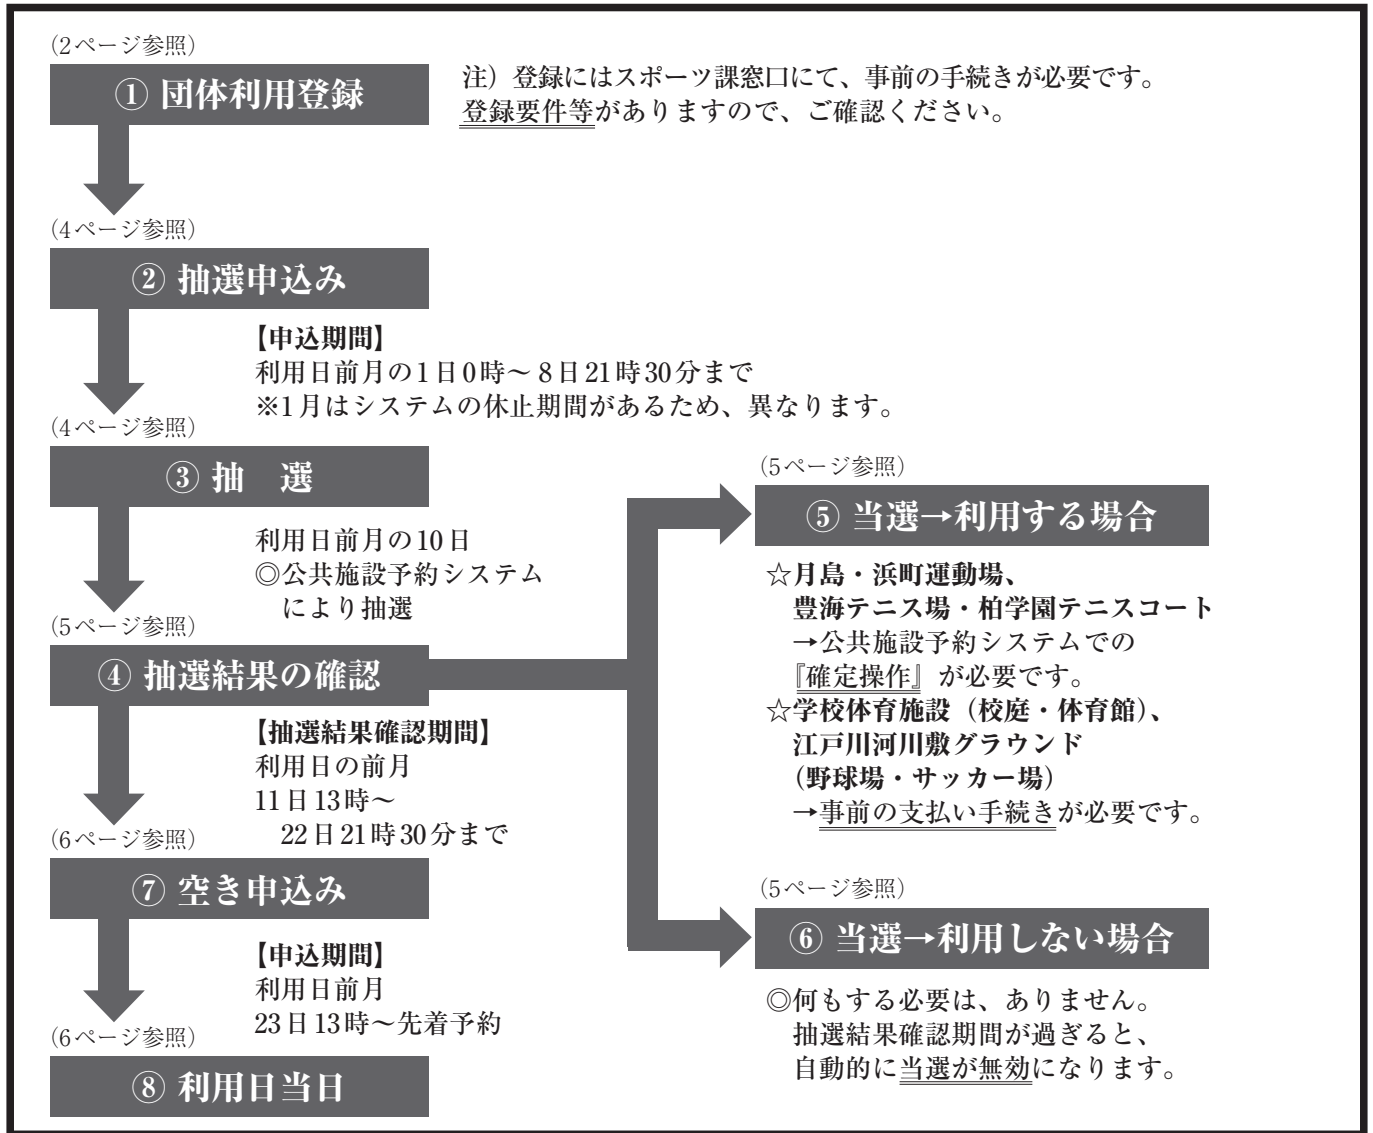 (2ページ参照)
① 団体利用登録
注）登録にはスポーツ課窓口にて、事前の手続きが必要です。
登録要件等がありますので、ご確認ください。
(4ページ参照)
② 抽選申込み
【申込期間】
利用日前月の1日0時～8日21時30分まで
※1月はシステムの休止期間があるため、異なります。
(4ページ参照)
③ 抽　選
利用日前月の10日
◎公共施設予約システム
により抽選
(5ページ参照)
④ 抽選結果の確認
【抽選結果確認期間】
利用日の前月
11日13時～
22日21時30分まで
(5ページ参照)
⑤ 当選→利用する場合
☆月島・浜町運動場、
豊海テニス場・柏学園テニスコート
→公共施設予約システムでの
『確定操作』が必要です。
☆学校体育施設（校庭・体育館）、
江戸川河川敷グラウンド
（野球場・サッカー場）
→事前の支払い手続きが必要です。
(5ページ参照)
⑥ 当選→利用しない場合
◎何もする必要は、ありません。
抽選結果確認期間が過ぎると、
自動的に当選が無効になります。
(6ページ参照)
⑦ 空き申込み
【申込期間】
利用日前月
23日13時～先着予約
(6ページ参照)
⑧ 利用日当日